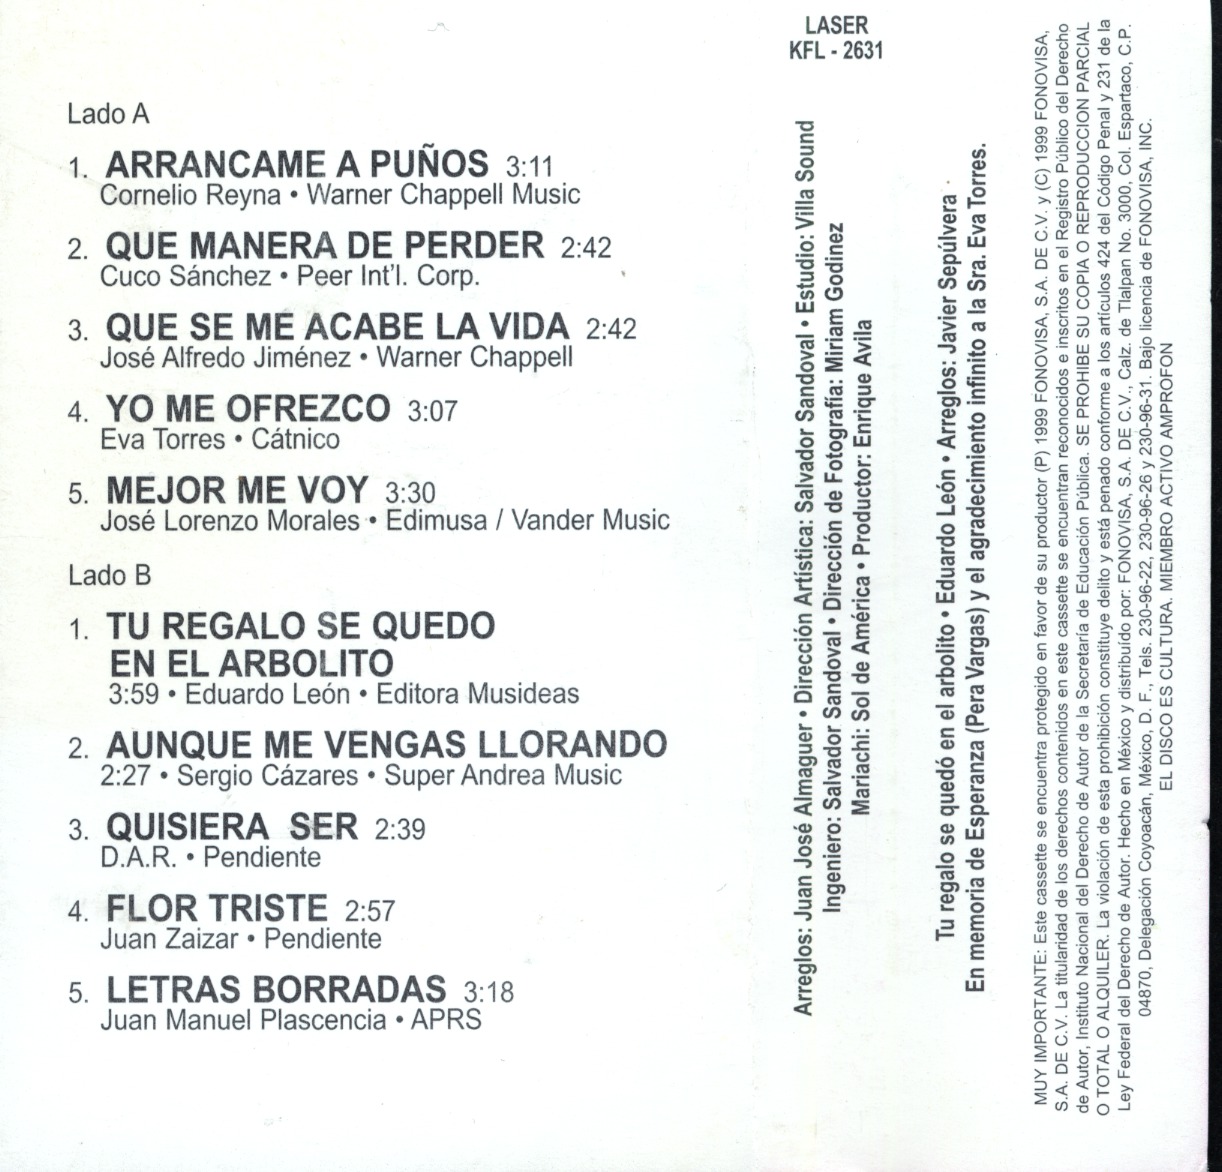 Lado A
1. ARRANCAME A PUÑOS 3:11
Cornelio Reyna • Warner Chappell Music
2. QUE MANERA DE PERDER 2:42
Cuco Sánchez • Peer Int'l. Corp.
3. QUE SE ME ACABE LA VIDA 2:42
José Alfredo Jiménez • Warner Chappell
4. YO ME OFREZCO 3:07
Eva Torres • Cátnico
5. MEJOR ME VOY 3:30
José Lorenzo Morales • Edimusa / Vander Music
Lado B
1. TU REGALO SE QUEDO
EN EL ARBOLITO
3:59 • Eduardo León • Editora Musideas
2. AUNQUE ME VENGAS LLORANDO
2:27 • Sergio Cázares • Super Andrea Music
3. QUISIERA SER 2:39
D.A.R. • Pendiente
4. FLOR TRISTE 2:57
Juan Zaizar • Pendiente
5. LETRAS BORRADAS 3:18
Juan Manuel Plascencia • APRS
LASER
KFL - 2631
Arreglos: Juan José Almaguer • Dirección Artística: Salvador Sandoval • Estudio: Villa Sound
Ingeniero: Salvador Sandoval • Dirección de Fotografía: Miriam Godinez
Mariachi: Sol de América • Productor: Enrique Avila
Tu regalo se quedó en el arbolito • Eduardo León • Arreglos: Javier Sepúlvera
En memoria de Esperanza (Pera Vargas) y el agradecimiento infinito a la Sra. Eva Torres.
MUY IMPORTANTE: Este cassette se encuentra protegido en favor de su productor (P) 1999 FONOVISA, S.A. DE C.V. y (C) 1999 FONOVISA,
S.A. DE C.V. La titularidad de los derechos contenidos en este cassette se encuentran reconocidos e inscritos en el Registro Público del Derecho
de Autor, Instituto Nacional del Derecho de Autor de la Secretaría de Educación Pública. SE PROHIBE SU COPIA O REPRODUCCION PARCIAL
O TOTAL O ALQUILER. La violación de esta prohibición constituye delito y está penado conforme a los artículos 424 del Código Penal y 231 de la
Ley Federal del Derecho de Autor. Hecho en México y distribuído por: FONOVISA, S.A. DE C.V., Calz. de Tlalpan No. 3000, Col. Espartaco, C.P.
04870, Delegación Coyoacán, México, D. F., Tels. 230-96-22, 230-96-26 y 230-96-31. Bajo licencia de FONOVISA, INC.
EL DISCO ES CULTURA. MIEMBRO ACTIVO AMPROFON